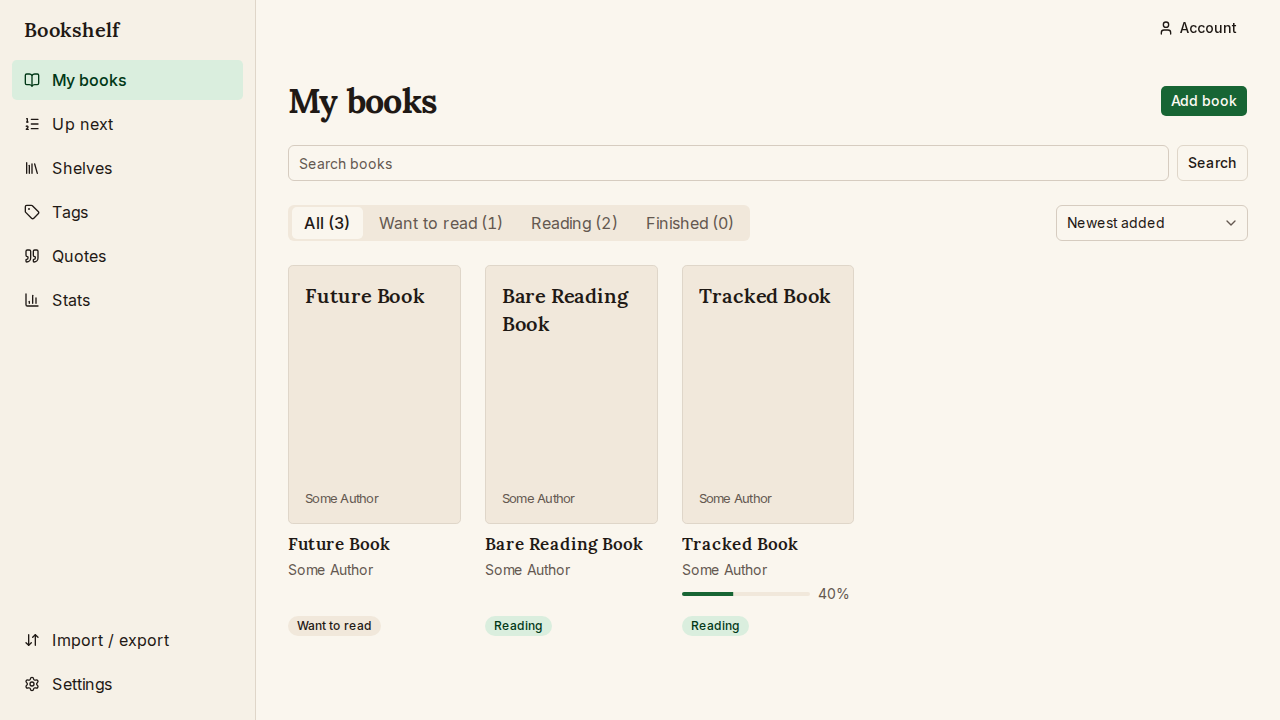 Bookshelf
My books
Up next
Shelves
Tags
Quotes
Stats
Import / export
Settings
Account
My books
Add book
Search books
Search
All (3)
Want to read (1)
Reading (2)
Finished (0)
Newest added
Future Book
Some Author
Future Book
Some Author
Want to read
Bare Reading
Book
Some Author
Bare Reading Book
Some Author
Reading
Tracked Book
Some Author
Tracked Book
Some Author
40%
Reading